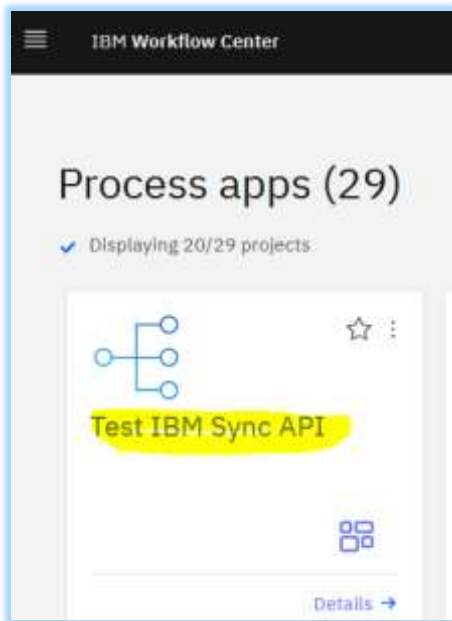 IBM Workflow Center
Process apps (29)
Displaying 20/29 projects
Test IBM Sync API
Details